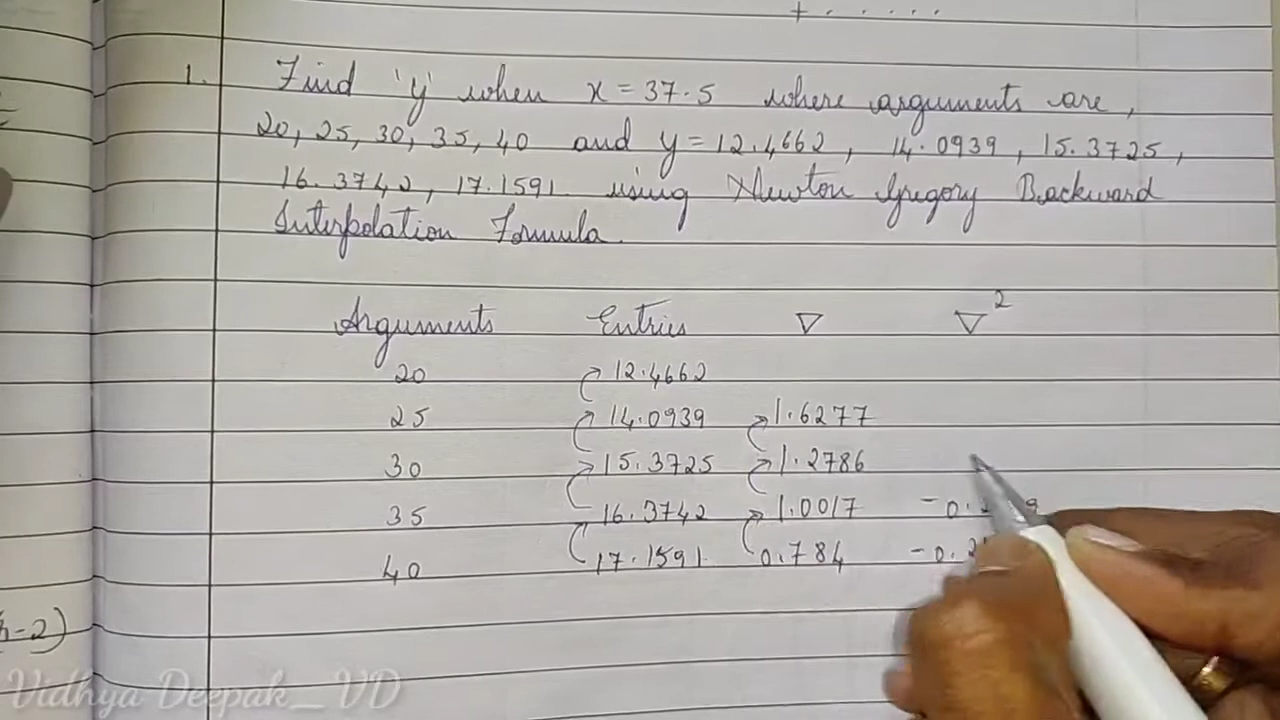 + . . . . . .
1. Find 'y' when x = 37.5 where arguments are,
20, 25, 30, 35, 40 and y = 12.4662, 14.0939, 15.3725,
16.3742, 17.1591 using Newton Gregory Backward
Interpolation Formula.
Arguments Entries ▽ ▽²
20 12.4662
25 14.0939 1.6277
30 15.3725 1.2786
35 16.3742 1.0017
40 17.1591 0.784
-2)
Vidhya Deepak_VD